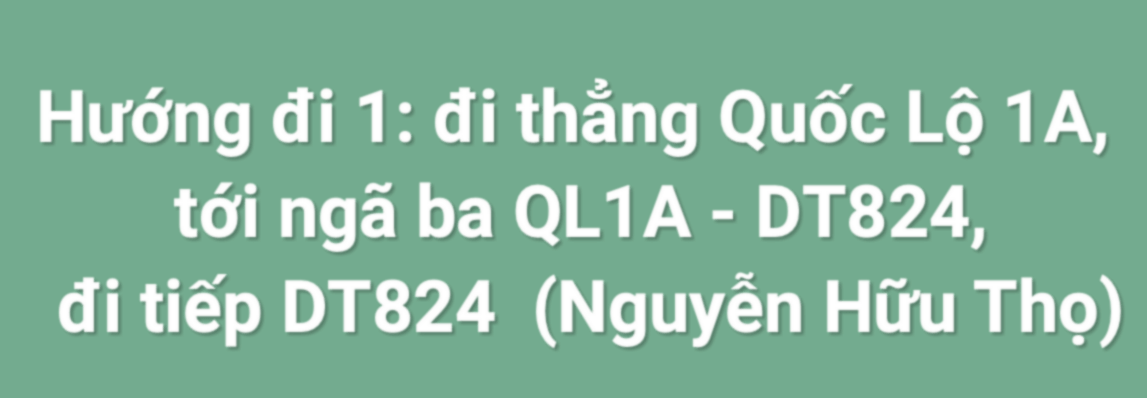 Hướng đi 1: đi thẳng Quốc Lộ 1A,
tới ngã ba QL1A - DT824,
đi tiếp DT824 (Nguyễn Hữu Thọ)